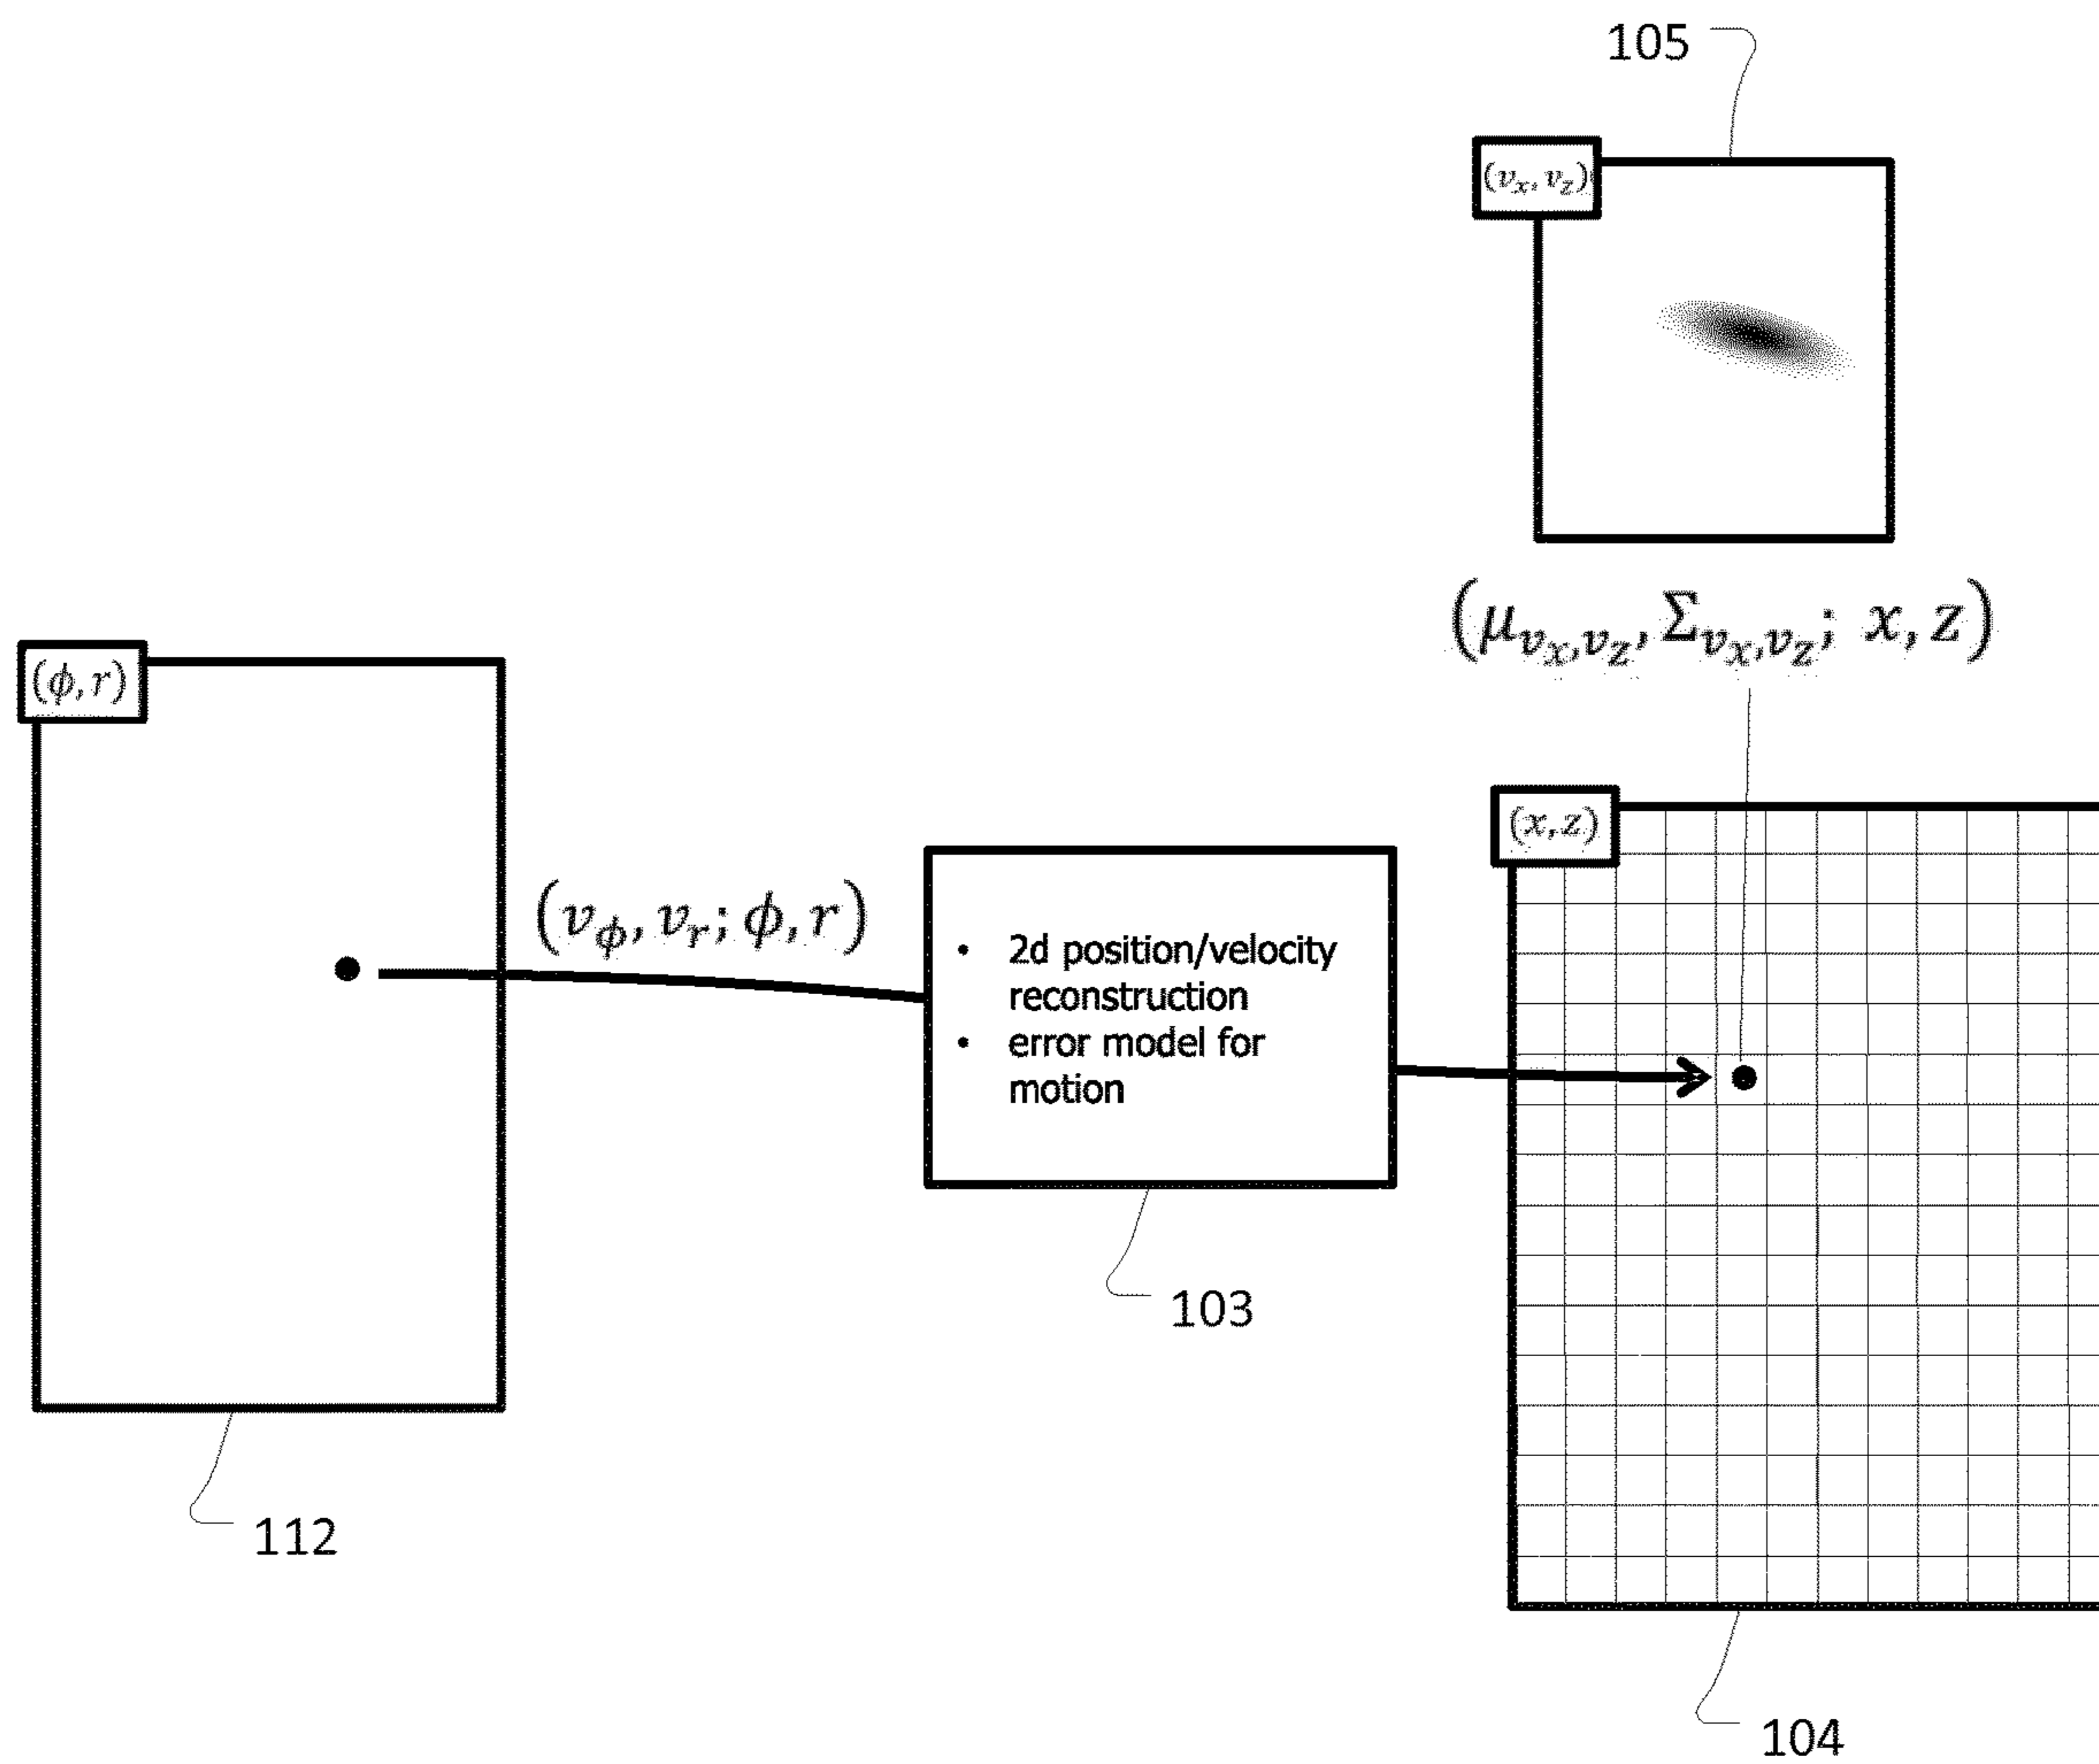 105
(v_x, v_z)
(μ_{v_x,v_z}, Σ_{v_x,v_z}; x, z)
(ϕ, r)
(x, z)
(v_ϕ, v_r; ϕ, r)
• 2d position/velocity
reconstruction
• error model for
motion
103
112
104